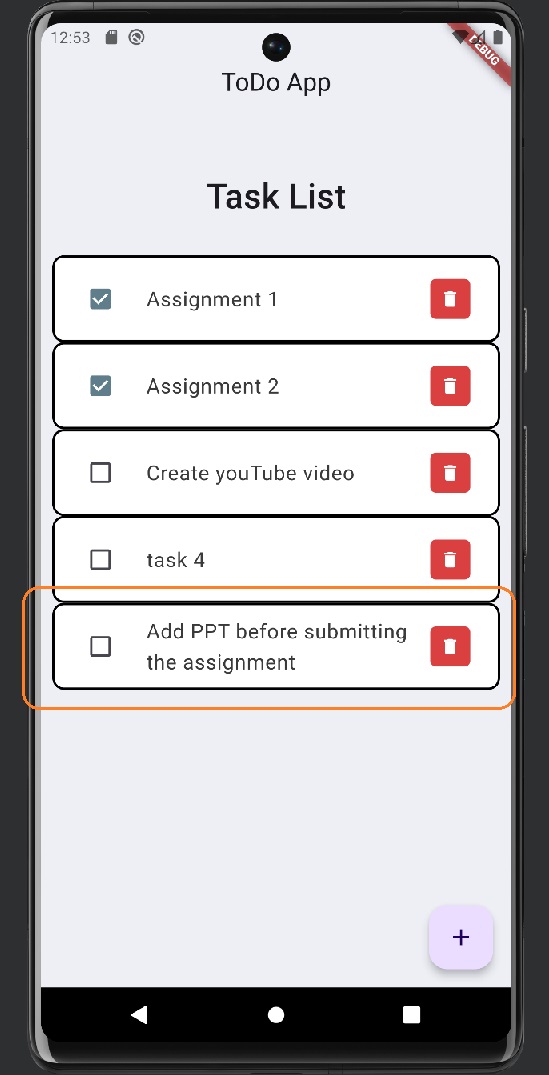 12:53
DEBUG
ToDo App
Task List
Assignment 1
Assignment 2
Create youTube video
task 4
Add PPT before submitting
the assignment